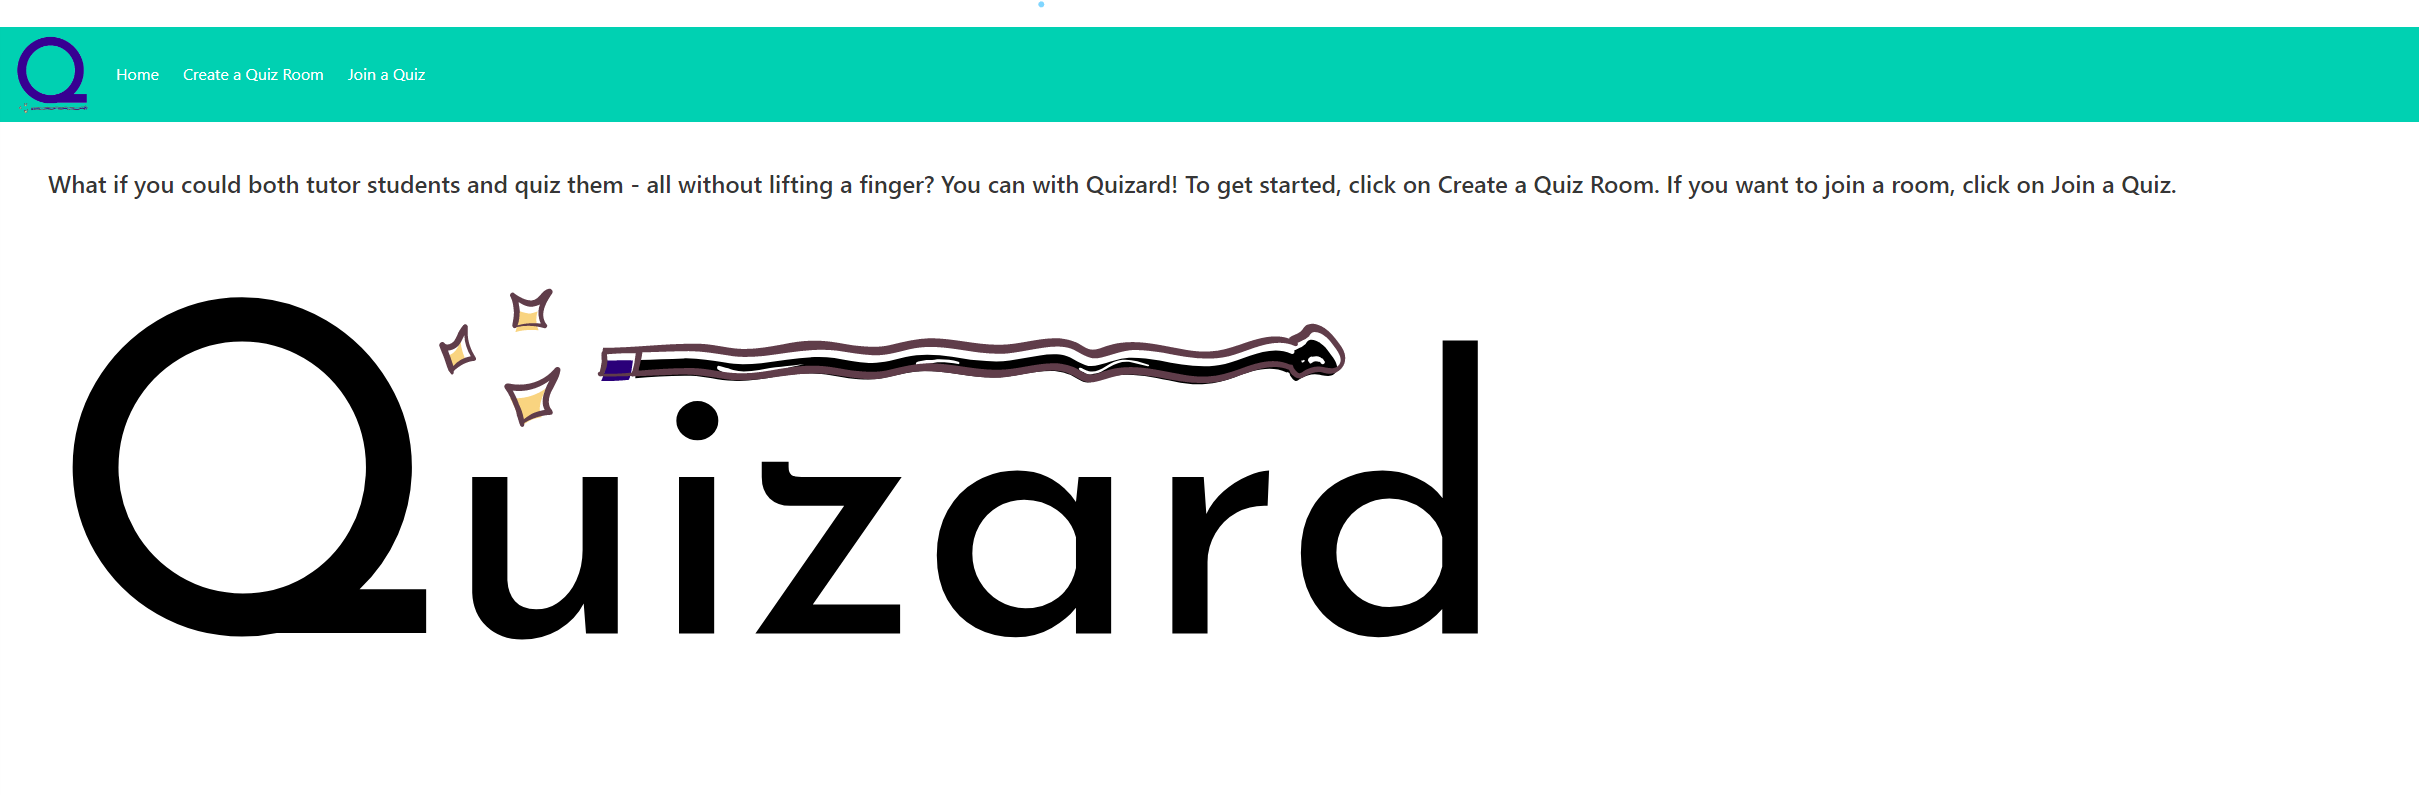 Q
Home Create a Quiz Room Join a Quiz
What if you could both tutor students and quiz them - all without lifting a finger? You can with Quizard! To get started, click on Create a Quiz Room. If you want to join a room, click on Join a Quiz.
Quizard